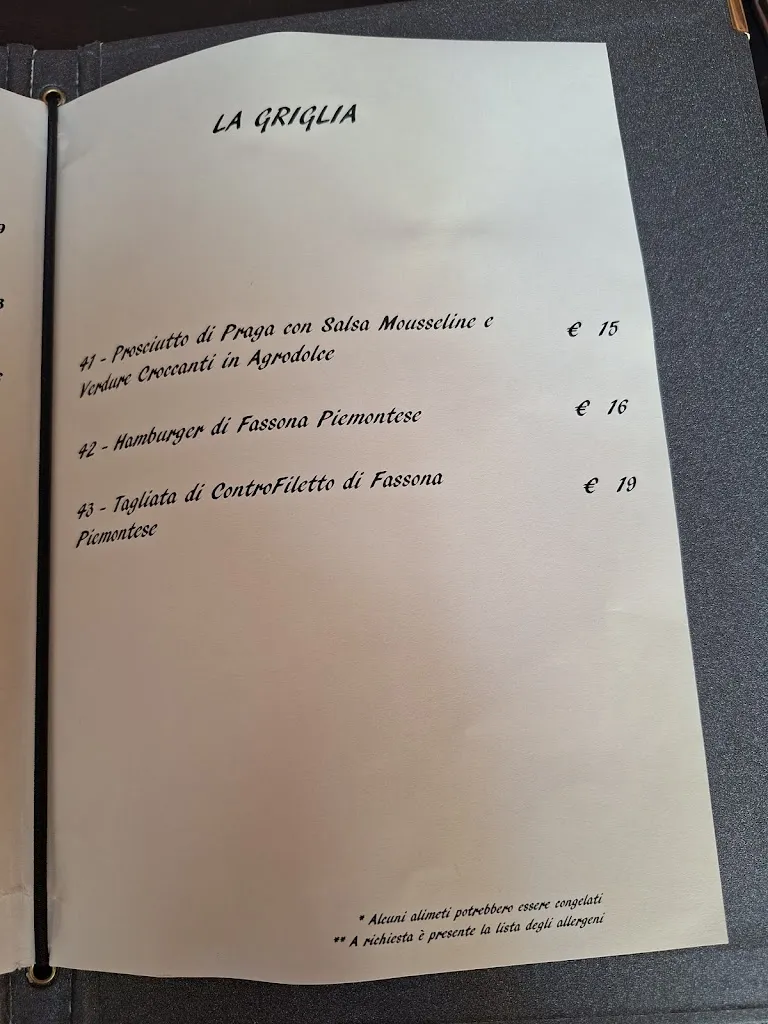 LA GRIGLIA
41 - Prosciutto di Praga con Salsa Mousseline e € 15
Verdure Croccanti in Agrodolce
42 - Hamburger di Fassona Piemontese € 16
43 - Tagliata di ControFiletto di Fassona € 19
Piemontese
* Alcuni alimeti potrebbero essere congelati
** A richiesta è presente la lista degli allergeni